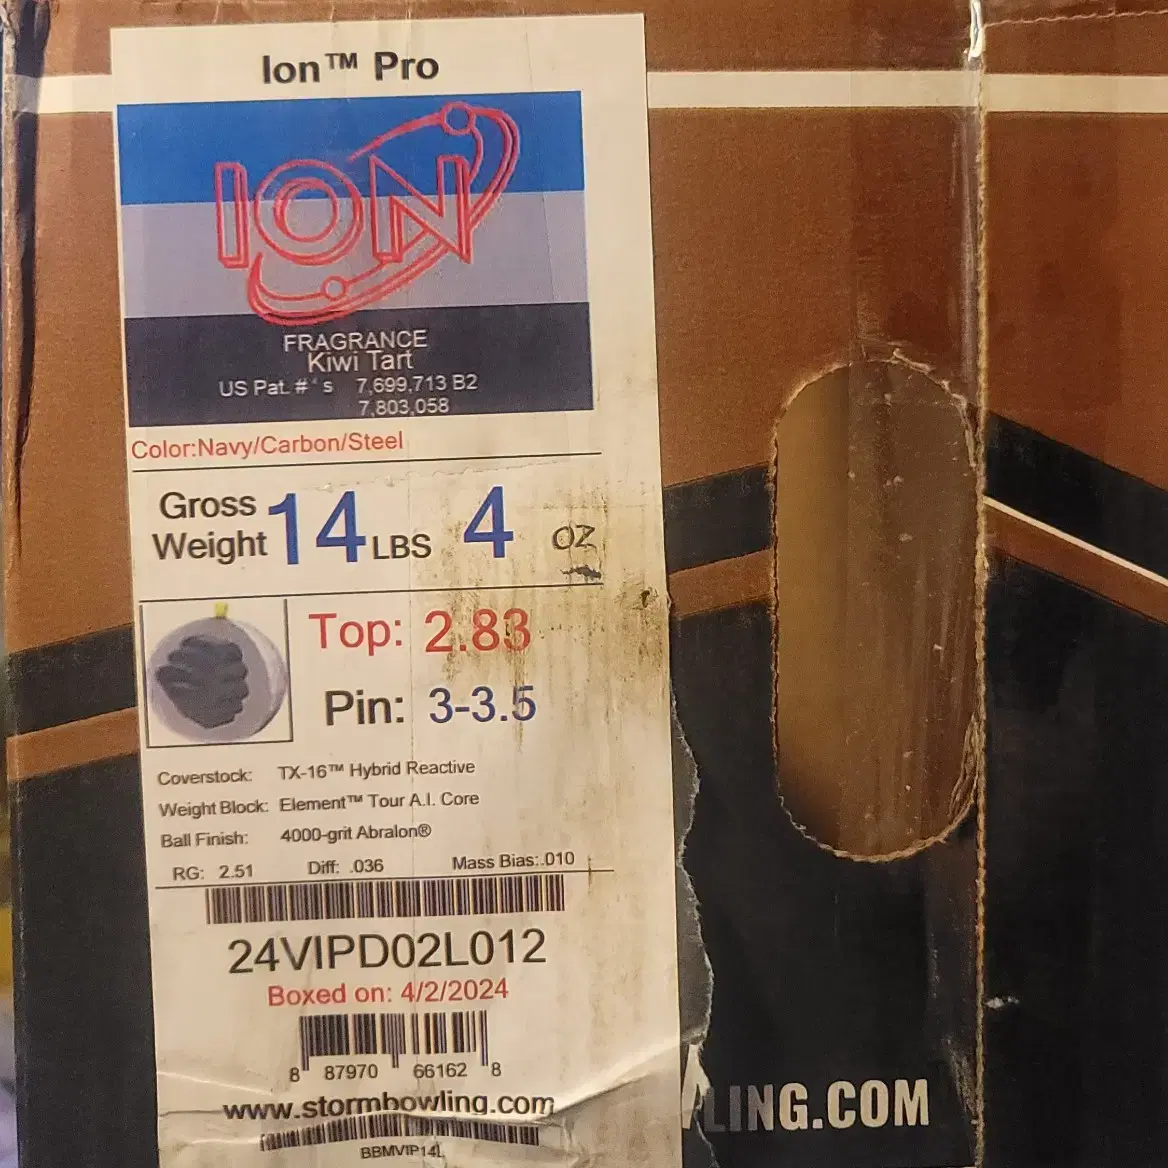 Ion™ Pro
ION
FRAGRANCE
Kiwi Tart
US Pat. #'s 7,699,713 B2
7,803,058
Color:Navy/Carbon/Steel
Gross Weight 14 LBS 4 OZ
Top: 2.83
Pin: 3-3.5
Coverstock: TX-16™ Hybrid Reactive
Weight Block: Element™ Tour A.I. Core
Ball Finish: 4000-grit Abralon®
RG: 2.51 Diff: .036 Mass Bias:.010
24VIPD02L012
Boxed on: 4/2/2024
8 87970 66162 8
www.stormbowling.com
BBMVIP14L
LING.COM